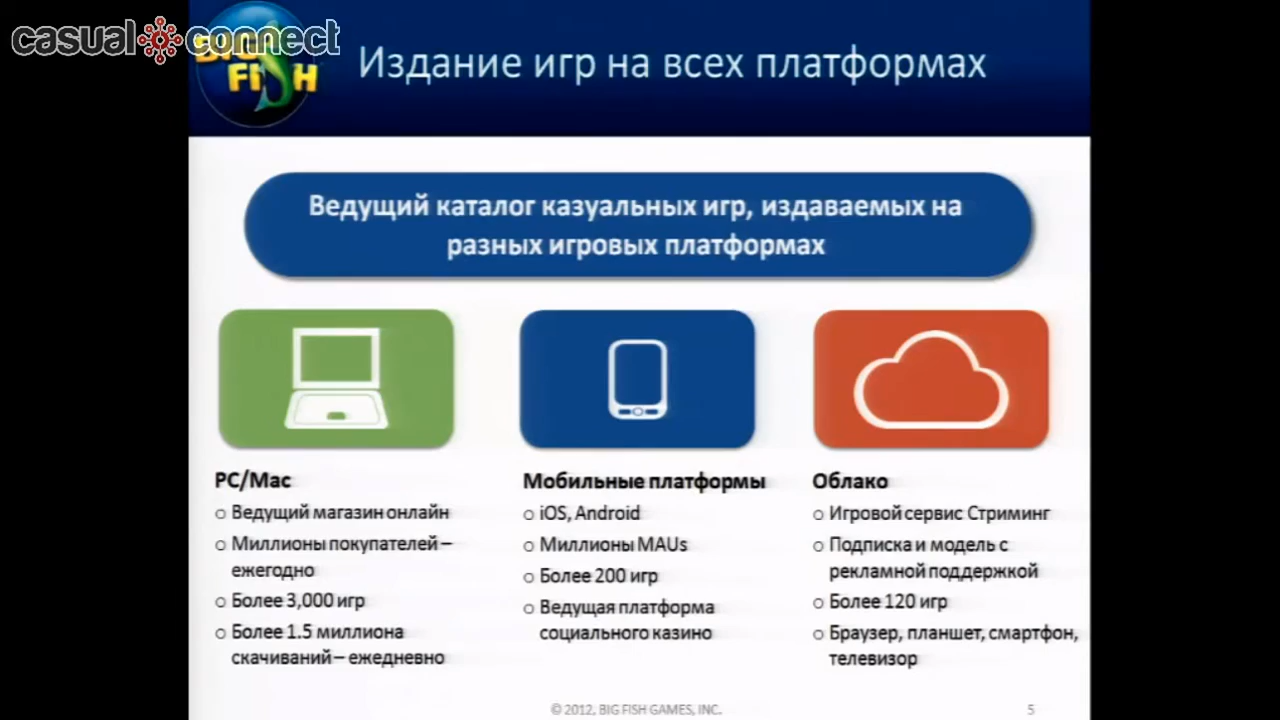 casual connect
BIG
FISH
Издание игр на всех платформах
Ведущий каталог казуальных игр, издаваемых на
разных игровых платформах
PC/Mac
o Ведущий магазин онлайн
o Миллионы покупателей –
ежегодно
o Более 3,000 игр
o Более 1.5 миллиона
скачиваний – ежедневно
Мобильные платформы
o iOS, Android
o Миллионы MAUs
o Более 200 игр
o Ведущая платформа
социального казино
Облако
o Игровой сервис Стриминг
o Подписка и модель с
рекламной поддержкой
o Более 120 игр
o Браузер, планшет, смартфон,
телевизор
© 2012, BIG FISH GAMES, INC.
5